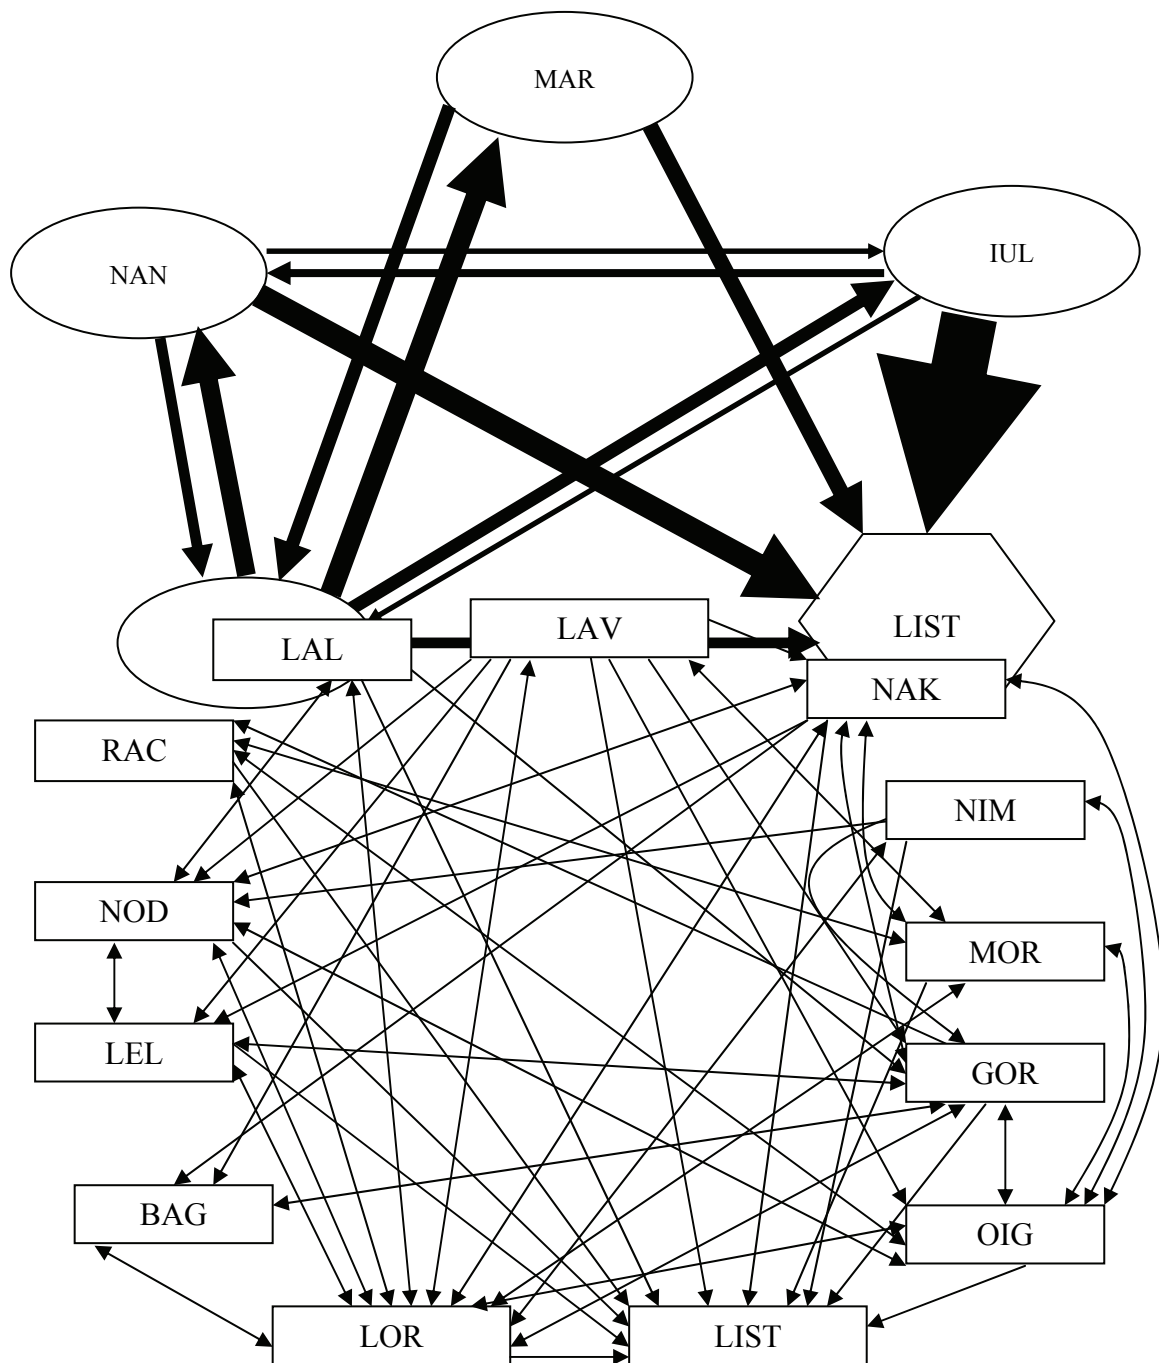 MAR
NAN
IUL
LAL
LAV
LIST
NAK
RAC
NIM
NOD
MOR
LEL
GOR
BAG
OIG
LOR
LIST